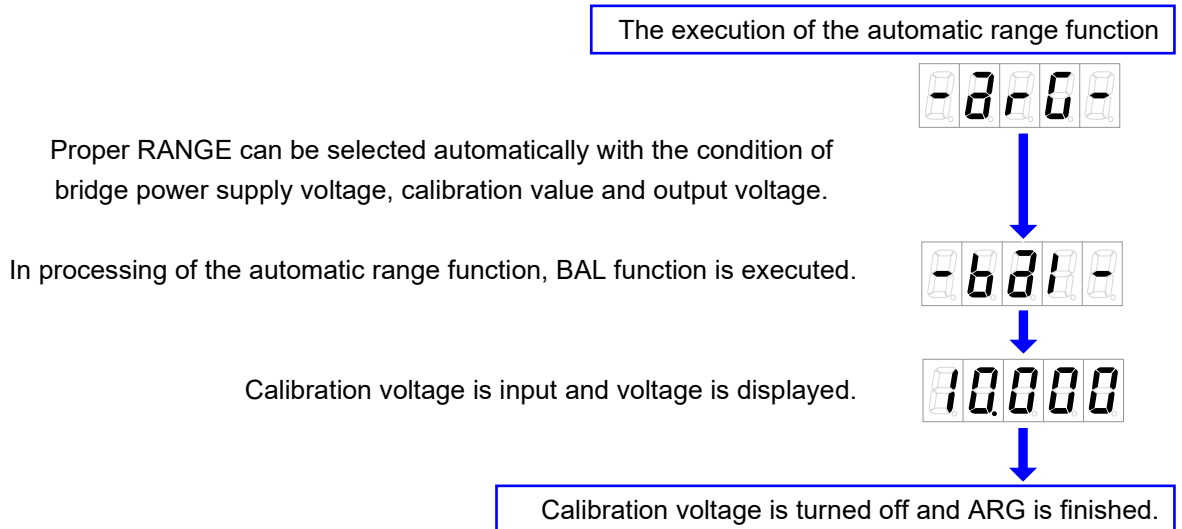 The execution of the automatic range function
-arG-
Proper RANGE can be selected automatically with the condition of
bridge power supply voltage, calibration value and output voltage.
In processing of the automatic range function, BAL function is executed.
-bal-
Calibration voltage is input and voltage is displayed.
10.000
Calibration voltage is turned off and ARG is finished.